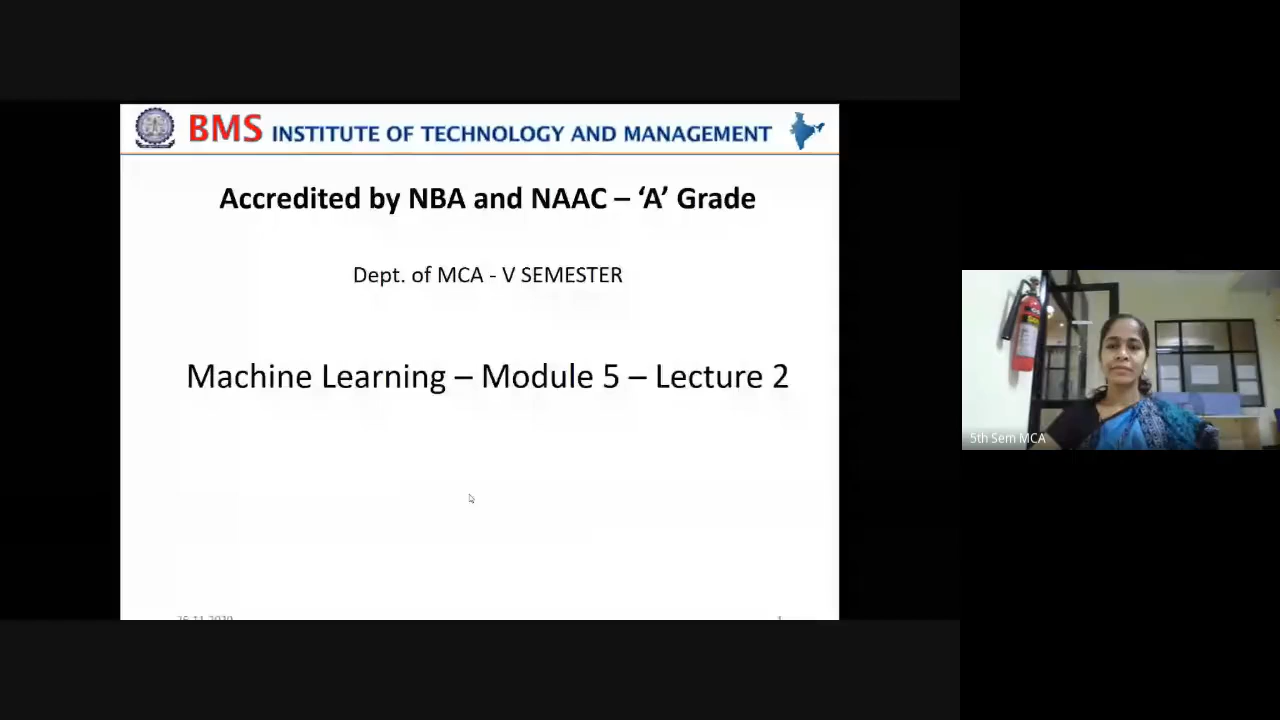 BMS INSTITUTE OF TECHNOLOGY AND MANAGEMENT
Accredited by NBA and NAAC – ‘A’ Grade
Dept. of MCA - V SEMESTER
Machine Learning – Module 5 – Lecture 2
5th Sem MCA